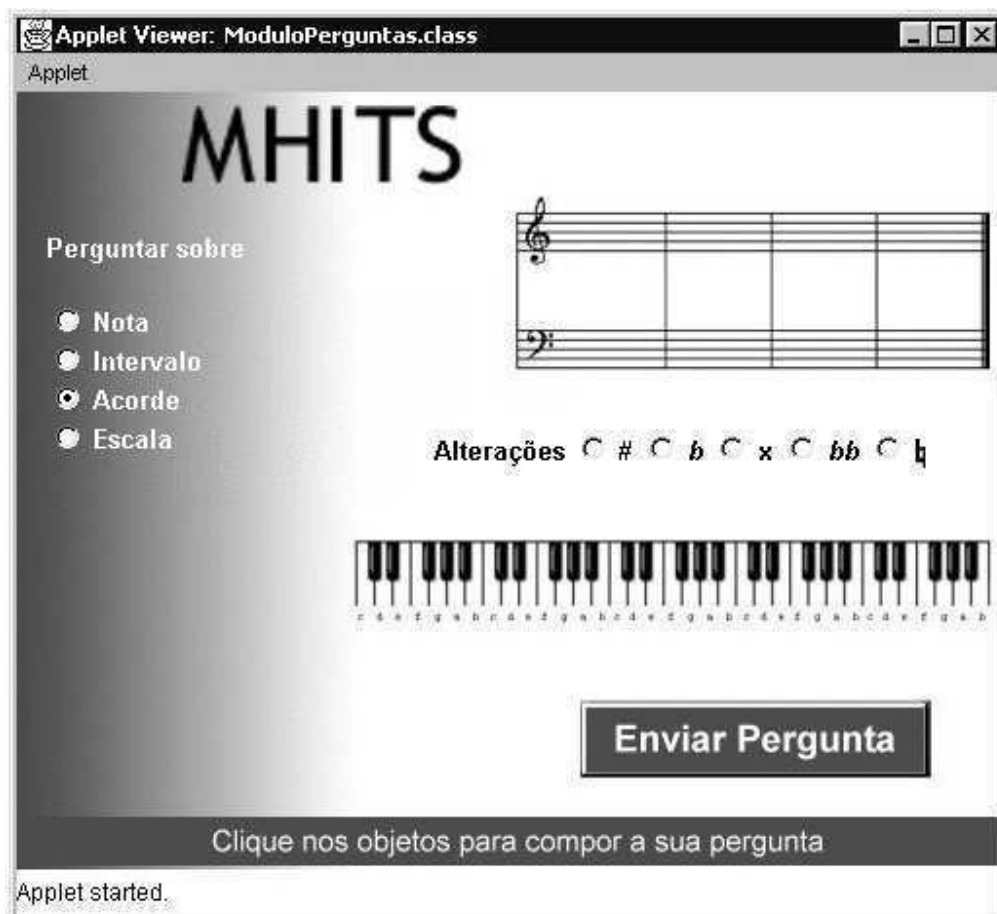 Applet Viewer: ModuloPerguntas.class
Applet
MHITS
Perguntar sobre
Nota
Intervalo
Acorde
Escala
Alterações # b x bb ♮
c d e f g a b c d e f g a b c d e f g a b c d e f g a b c d e f g a b
Enviar Pergunta
Clique nos objetos para compor a sua pergunta
Applet started.